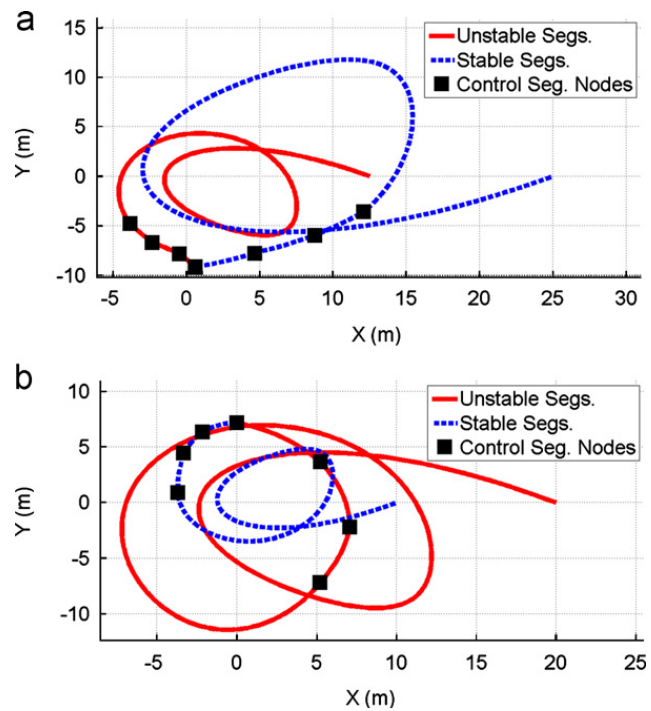 a
Unstable Segs.
Stable Segs.
Control Seg. Nodes
15
10
5
0
-5
-10
Y (m)
-5 0 5 10 15 20 25 30
X (m)
b
Unstable Segs.
Stable Segs.
Control Seg. Nodes
10
5
0
-5
-10
Y (m)
-5 0 5 10 15 20 25
X (m)